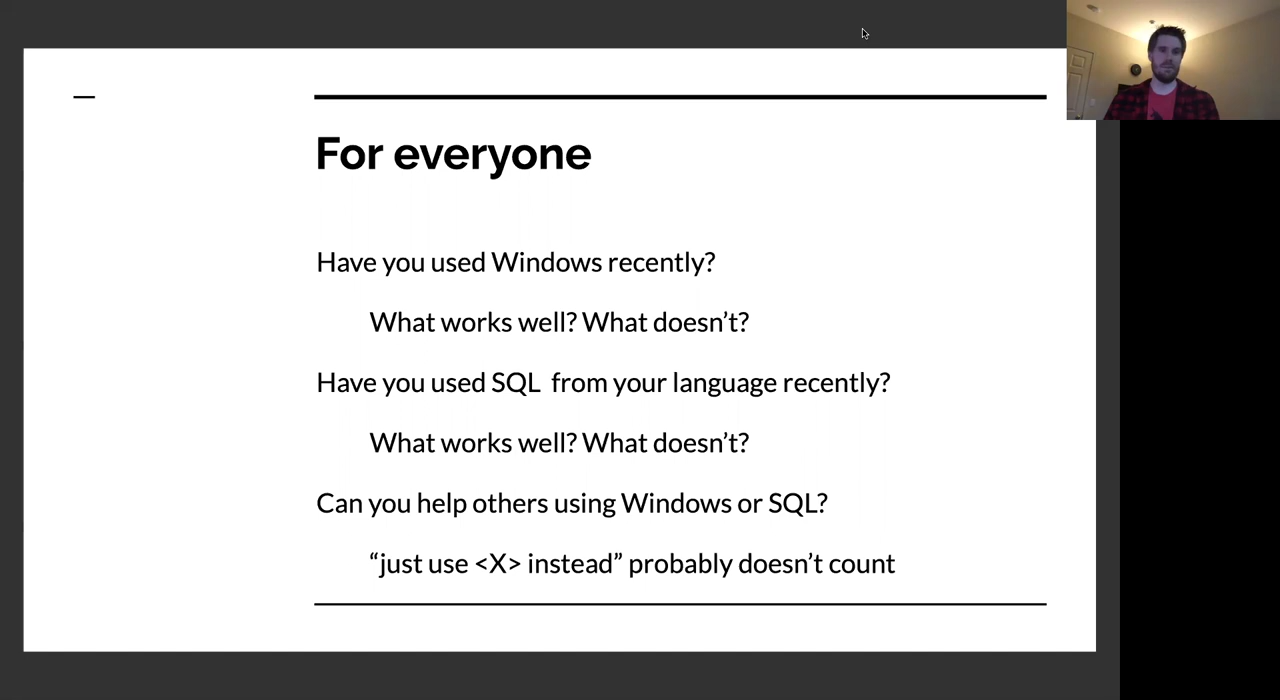 For everyone
Have you used Windows recently?
What works well? What doesn’t?
Have you used SQL  from your language recently?
What works well? What doesn’t?
Can you help others using Windows or SQL?
“just use <X> instead” probably doesn’t count